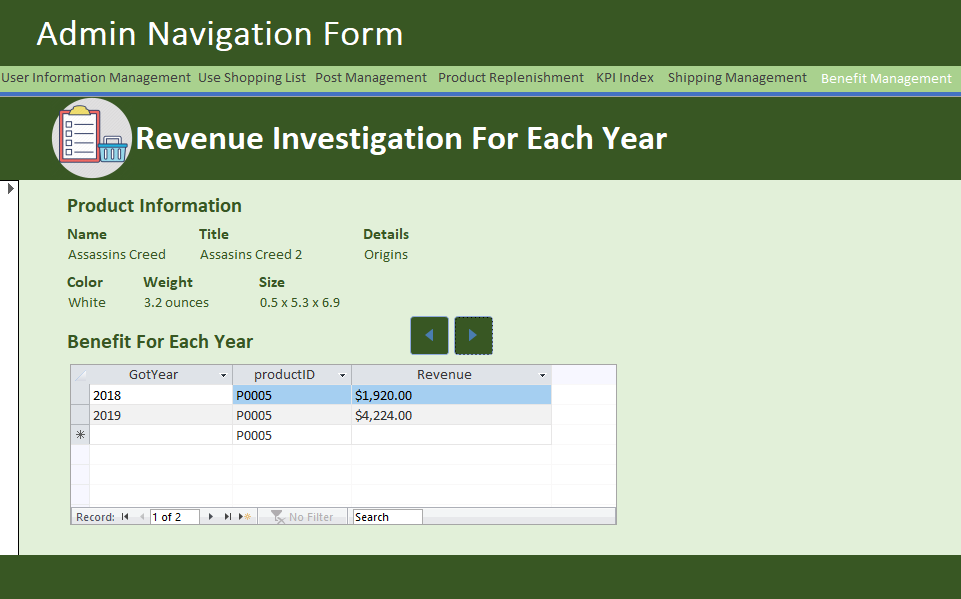 Admin Navigation Form
User Information Management Use Shopping List Post Management Product Replenishment KPI Index Shipping Management Benefit Management
Revenue Investigation For Each Year
Product Information
Name Title Details
Assassins Creed Assasins Creed 2 Origins
Color Weight Size
White 3.2 ounces 0.5 x 5.3 x 6.9
Benefit For Each Year
GotYear productID Revenue
2018 P0005 $1,920.00
2019 P0005 $4,224.00
P0005
Record: 1 of 2 No Filter Search